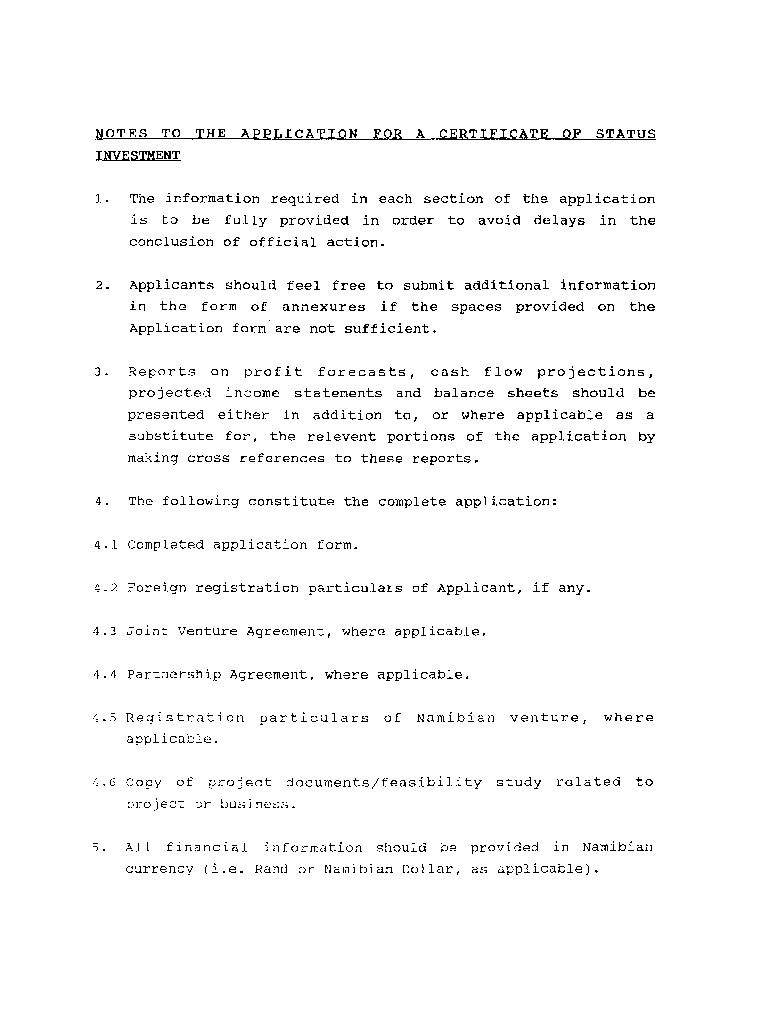 NOTES TO THE APPLICATION FOR A CERTIFICATE OF STATUS
INVESTMENT
1. The information required in each section of the application
is to be fully provided in order to avoid delays in the
conclusion of official action.
2. Applicants should feel free to submit additional information
in the form of annexures if the spaces provided on the
Application form are not sufficient.
3. Reports on profit forecasts, cash flow projections,
projected income statements and balance sheets should be
presented either in addition to, or where applicable as a
substitute for, the relevent portions of the application by
making cross references to these reports.
4. The following constitute the complete application:
4.1 Completed application form.
4.2 Foreign registration particulars of Applicant, if any.
4.3 Joint Venture Agreement, where applicable.
4.4 Partnership Agreement, where applicable.
4.5 Registration particulars of Namibian venture, where
applicable.
4.6 Copy of project documents/feasibility study related to
project or business.
5. All financial information should be provided in Namibian
currency (i.e. Rand or Namibian Dollar, as applicable).